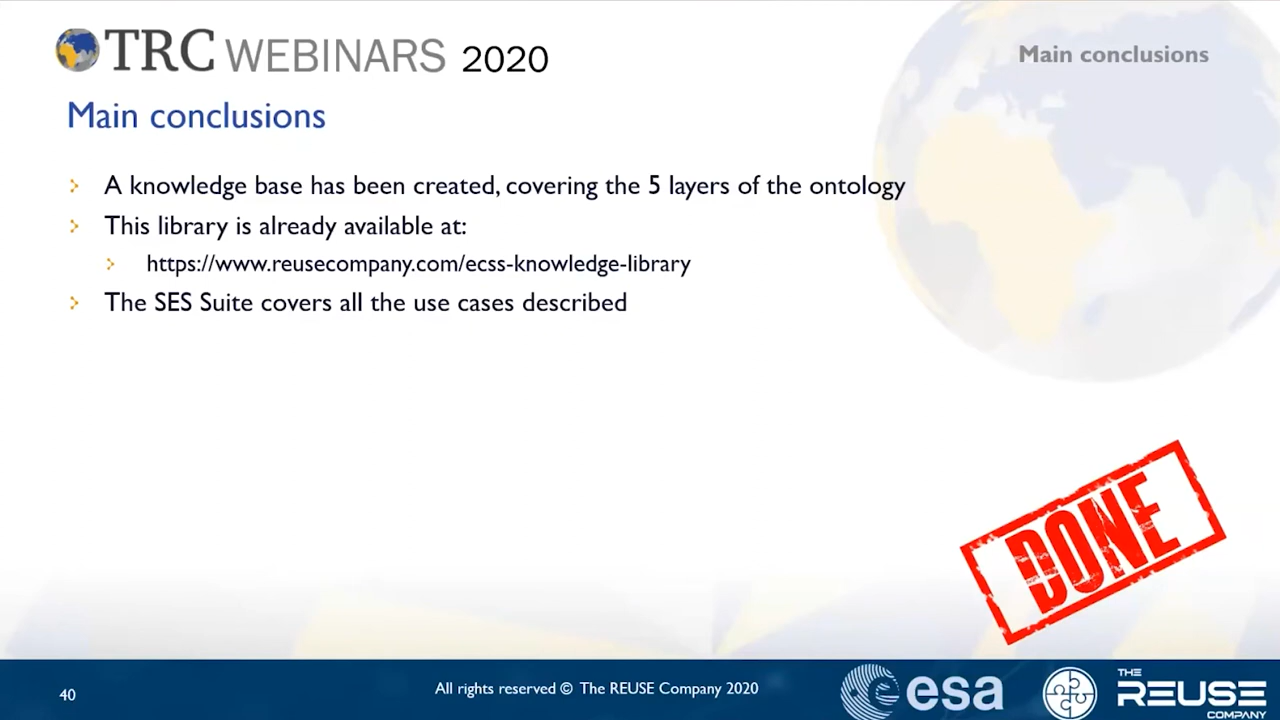 TRC WEBINARS 2020
Main conclusions
Main conclusions
A knowledge base has been created, covering the 5 layers of the ontology
This library is already available at:
https://www.reusecompany.com/ecss-knowledge-library
The SES Suite covers all the use cases described
DONE
40
All rights reserved © The REUSE Company 2020
esa
THE
REUSE
COMPANY